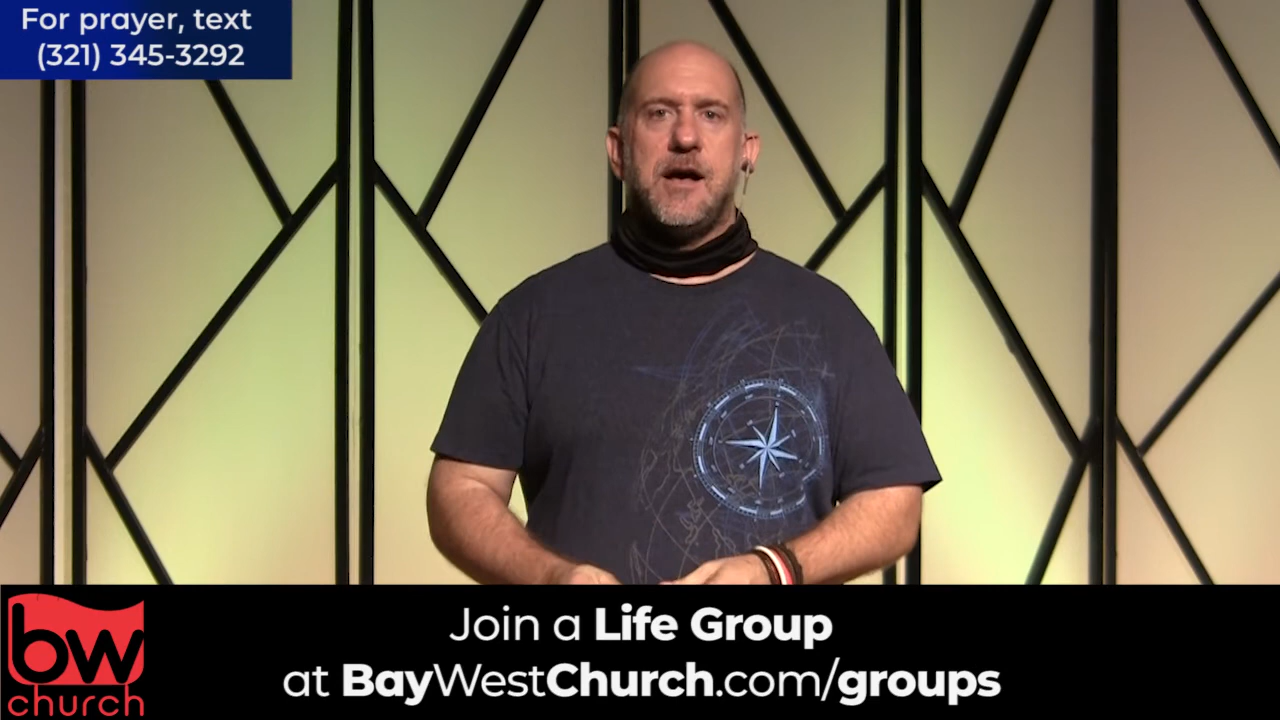 For prayer, text
(321) 345-3292
bw
church
Join a Life Group
at BayWestChurch.com/groups